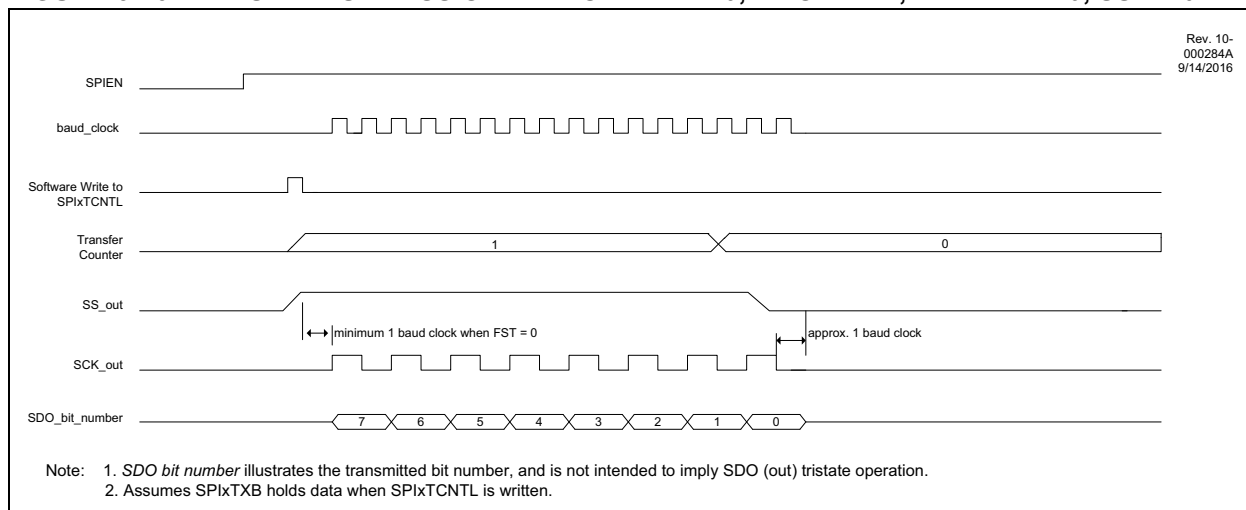 Rev. 10-
000284A
9/14/2016
SPIEN
baud_clock
Software Write to
SPIxTCNTL
Transfer
Counter
1
0
SS_out
minimum 1 baud clock when FST = 0
approx. 1 baud clock
SCK_out
SDO_bit_number
7 6 5 4 3 2 1 0
Note: 1. SDO bit number illustrates the transmitted bit number, and is not intended to imply SDO (out) tristate operation.
2. Assumes SPIxTXB holds data when SPIxTCNTL is written.